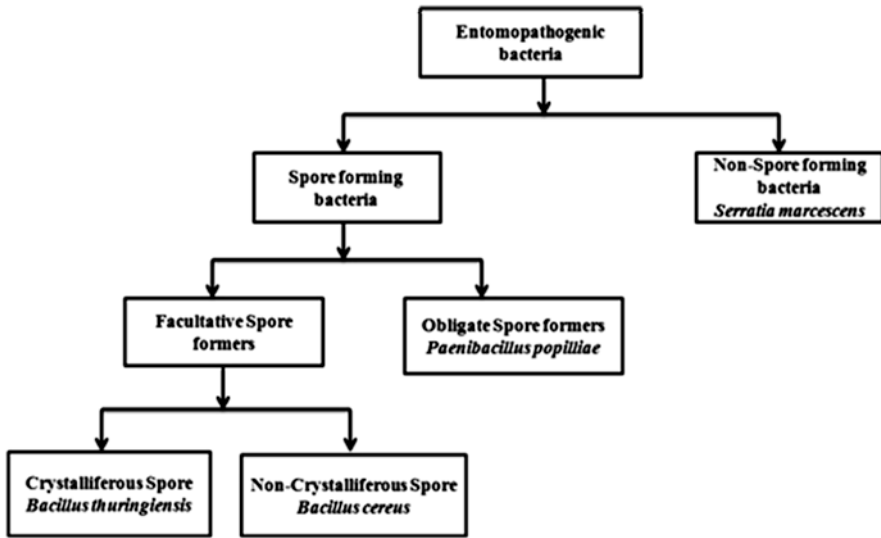 Entomopathogenic
bacteria
Spore forming
bacteria
Non-Spore forming
bacteria
Serratia marcescens
Facultative Spore
formers
Obligate Spore formers
Paenibacillus popilliae
Crystalliferous Spore
Bacillus thuringiensis
Non-Crystalliferous Spore
Bacillus cereus